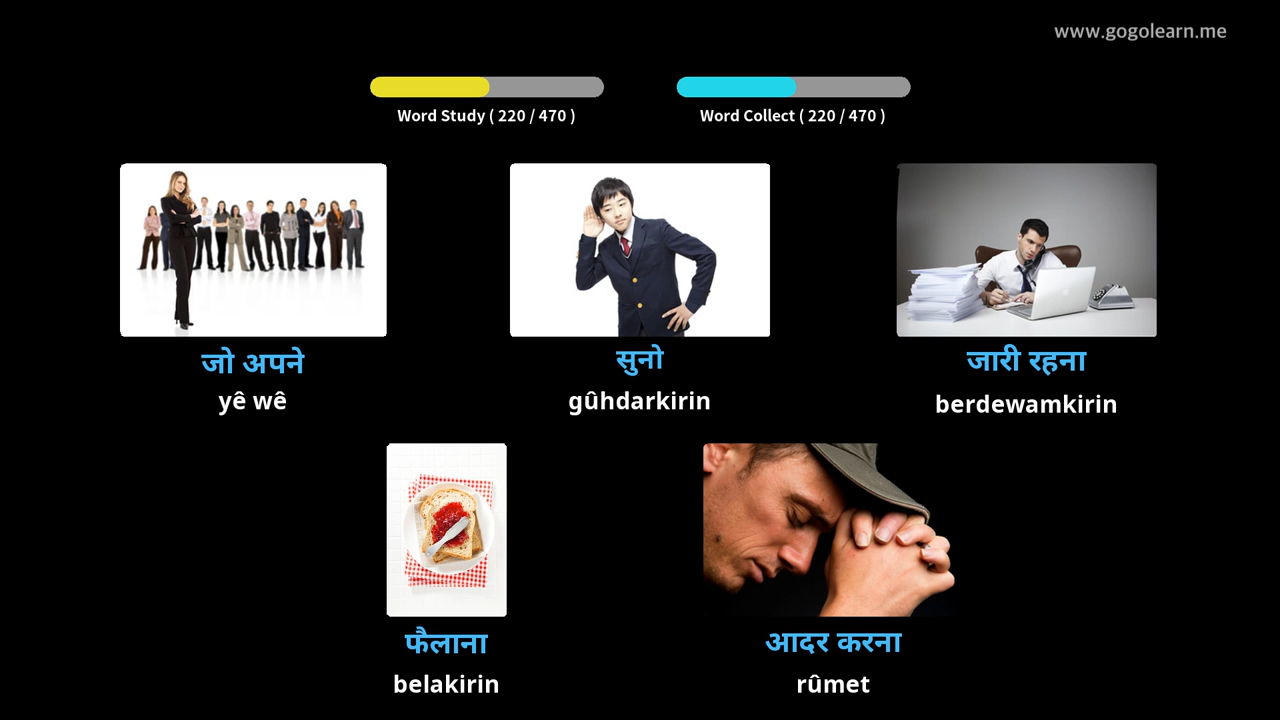 www.gogolearn.me
Word Study ( 220 / 470 )
Word Collect ( 220 / 470 )
जो अपने
yê wê
सुनो
gûhdarkirin
जारी रहना
berdewamkirin
फैलाना
belakirin
आदर करना
rûmet